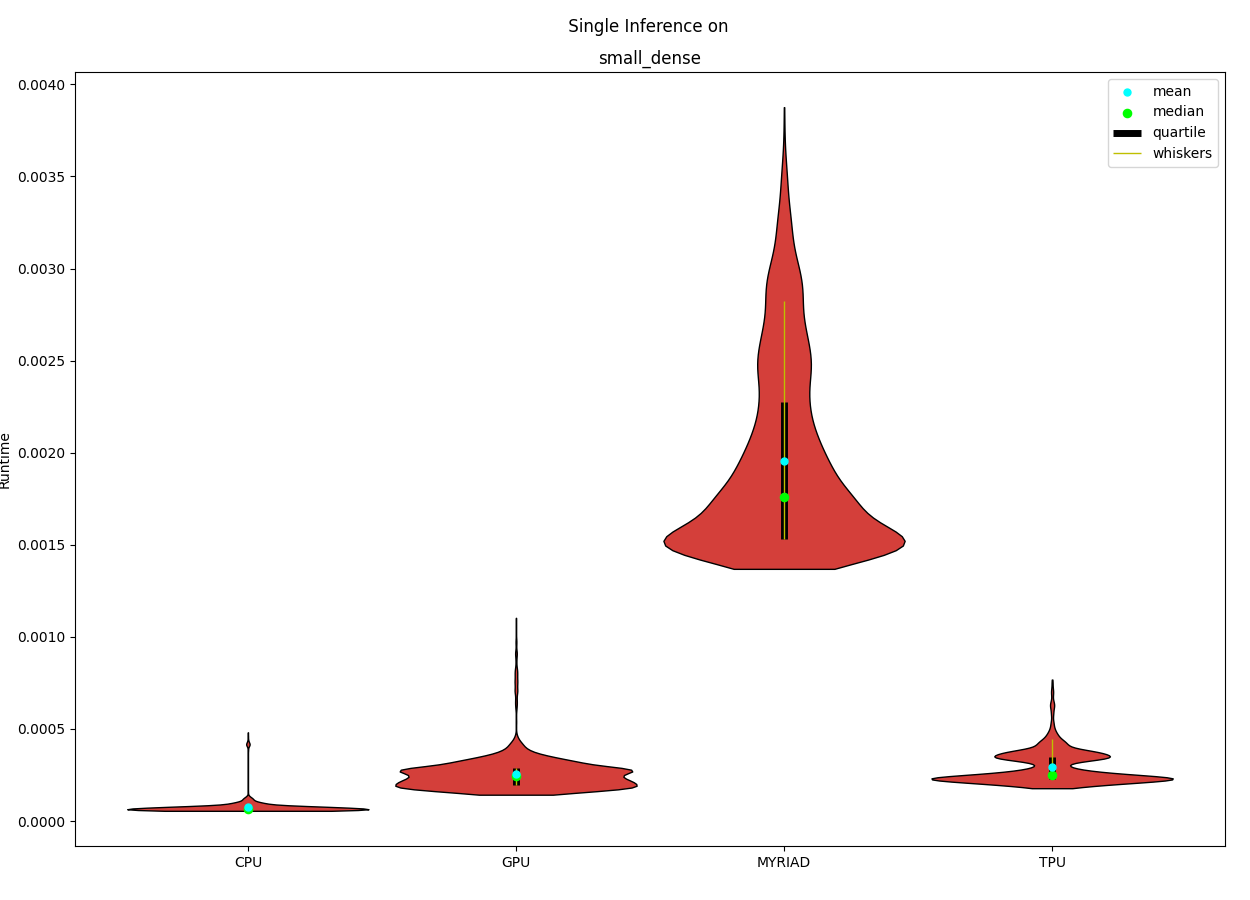 Single Inference on
small_dense
mean
median
quartile
whiskers
0.0040
0.0035
0.0030
0.0025
0.0020
0.0015
0.0010
0.0005
0.0000
Runtime
CPU
GPU
MYRIAD
TPU